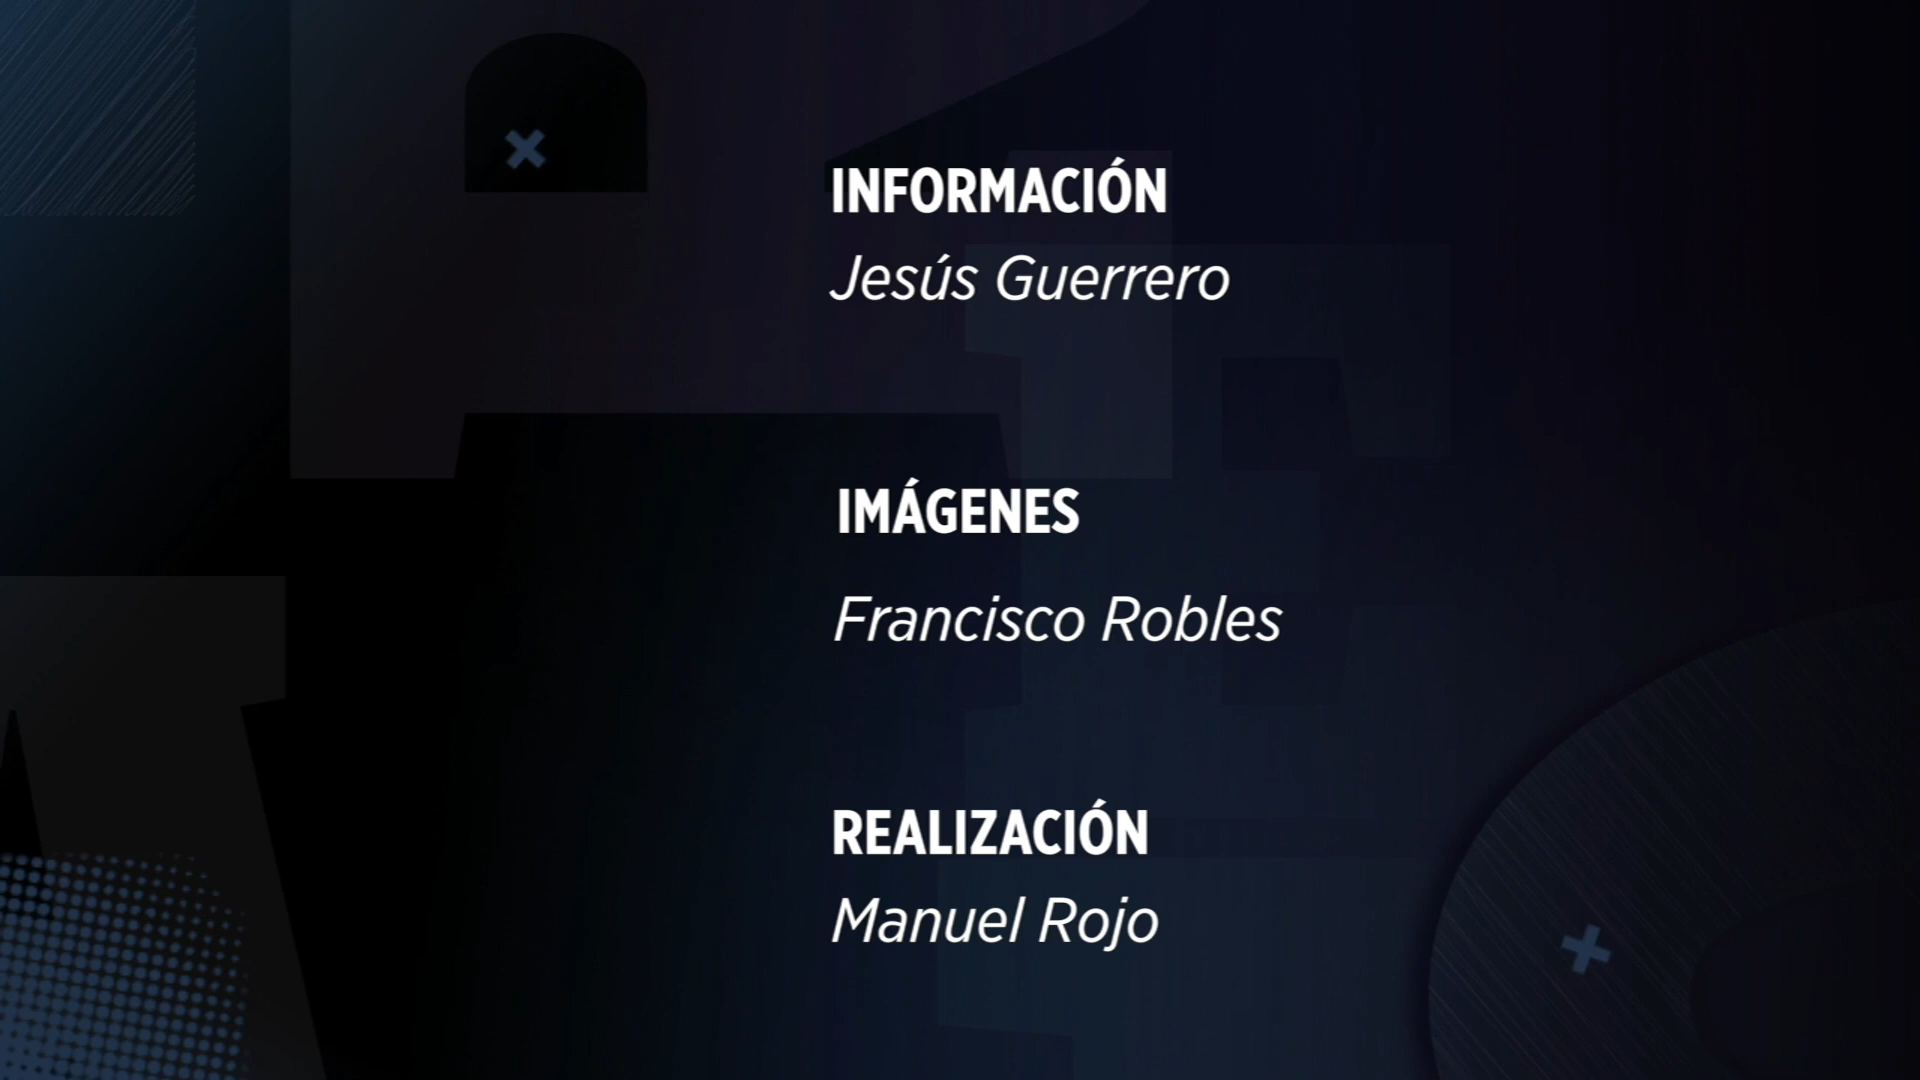 INFORMACIÓN
Jesús Guerrero
IMÁGENES
Francisco Robles
REALIZACIÓN
Manuel Rojo